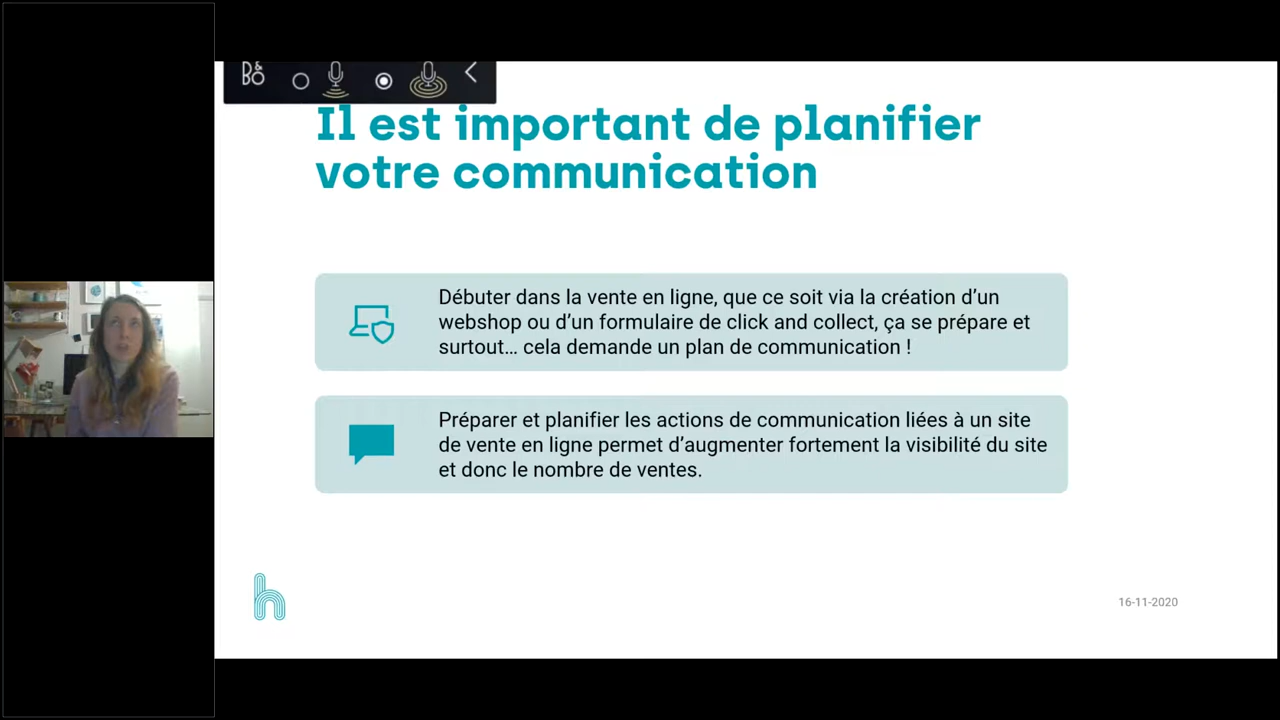 B&
BO
Il est important de planifier
votre communication
Débuter dans la vente en ligne, que ce soit via la création d’un
webshop ou d’un formulaire de click and collect, ça se prépare et
surtout… cela demande un plan de communication !
Préparer et planifier les actions de communication liées à un site
de vente en ligne permet d’augmenter fortement la visibilité du site
et donc le nombre de ventes.
h
16-11-2020